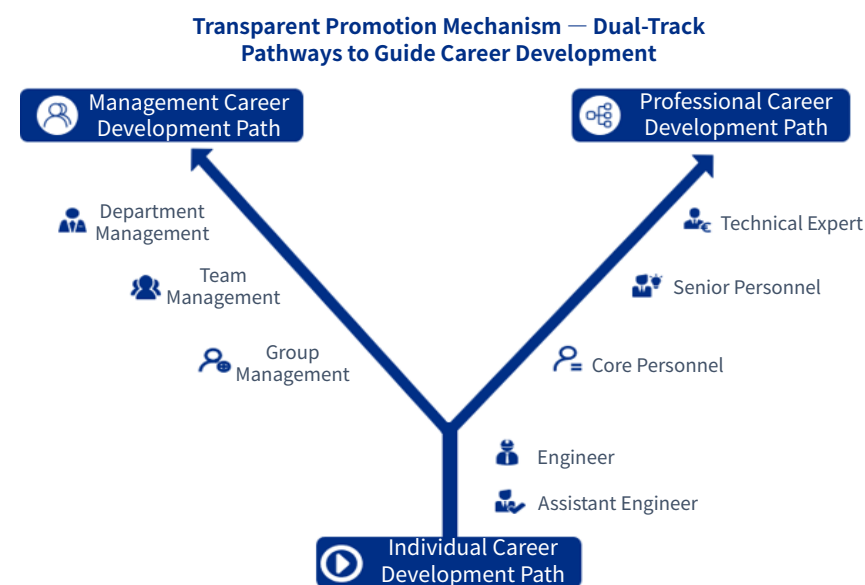 Transparent Promotion Mechanism — Dual-Track
Pathways to Guide Career Development
Management Career
Development Path
Professional Career
Development Path
Department
Management
Technical Expert
Team
Management
Senior Personnel
Group
Management
Core Personnel
Engineer
Assistant Engineer
Individual Career
Development Path